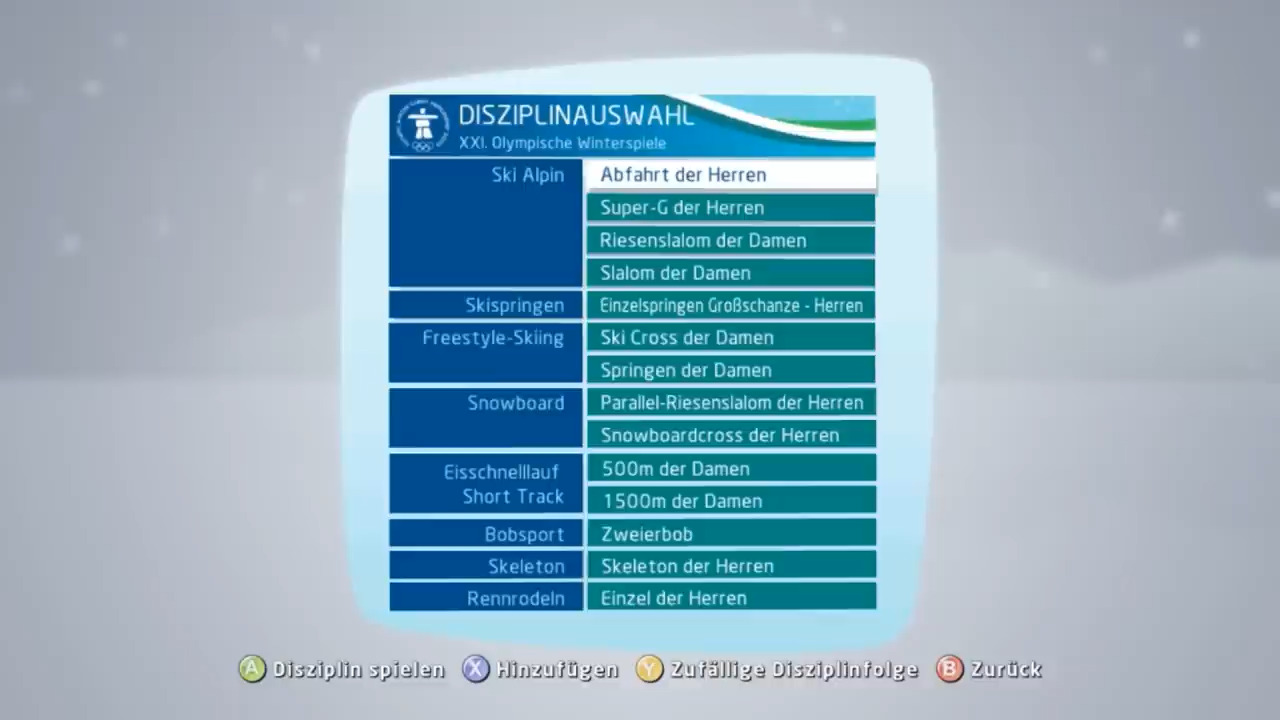 DISZIPLINAUSWAHL
XXI. Olympische Winterspiele
Ski Alpin
Abfahrt der Herren
Super-G der Herren
Riesenslalom der Damen
Slalom der Damen
Skispringen
Einzelspringen Großschanze - Herren
Freestyle-Skiing
Ski Cross der Damen
Springen der Damen
Snowboard
Parallel-Riesenslalom der Herren
Snowboardcross der Herren
Eisschnelllauf
Short Track
500m der Damen
1500m der Damen
Bobsport
Zweierbob
Skeleton
Skeleton der Herren
Rennrodeln
Einzel der Herren
A Disziplin spielen X Hinzufügen Y Zufällige Disziplinfolge B Zurück